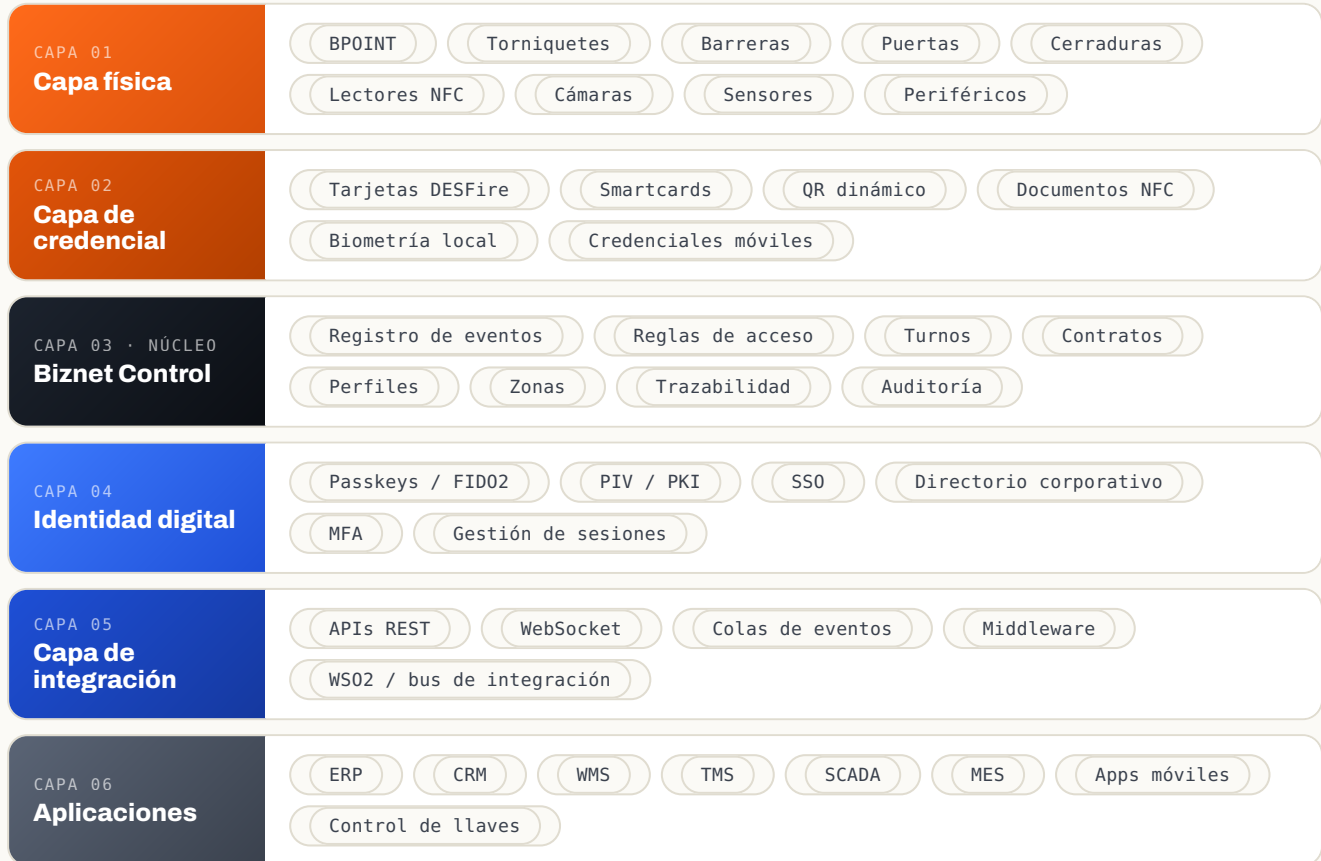 CAPA 01
Capa física
BPOINT Torniquetes Barreras Puertas Cerraduras
Lectores NFC Cámaras Sensores Periféricos
CAPA 02
Capa de
credencial
Tarjetas DESFire Smartcards QR dinámico Documentos NFC
Biometría local Credenciales móviles
CAPA 03 · NÚCLEO
Biznet Control
Registro de eventos Reglas de acceso Turnos Contratos
Perfiles Zonas Trazabilidad Auditoría
CAPA 04
Identidad digital
Passkeys / FIDO2 PIV / PKI SSO Directorio corporativo
MFA Gestión de sesiones
CAPA 05
Capa de
integración
APIs REST WebSocket Colas de eventos Middleware
WSO2 / bus de integración
CAPA 06
Aplicaciones
ERP CRM WMS TMS SCADA MES Apps móviles
Control de llaves